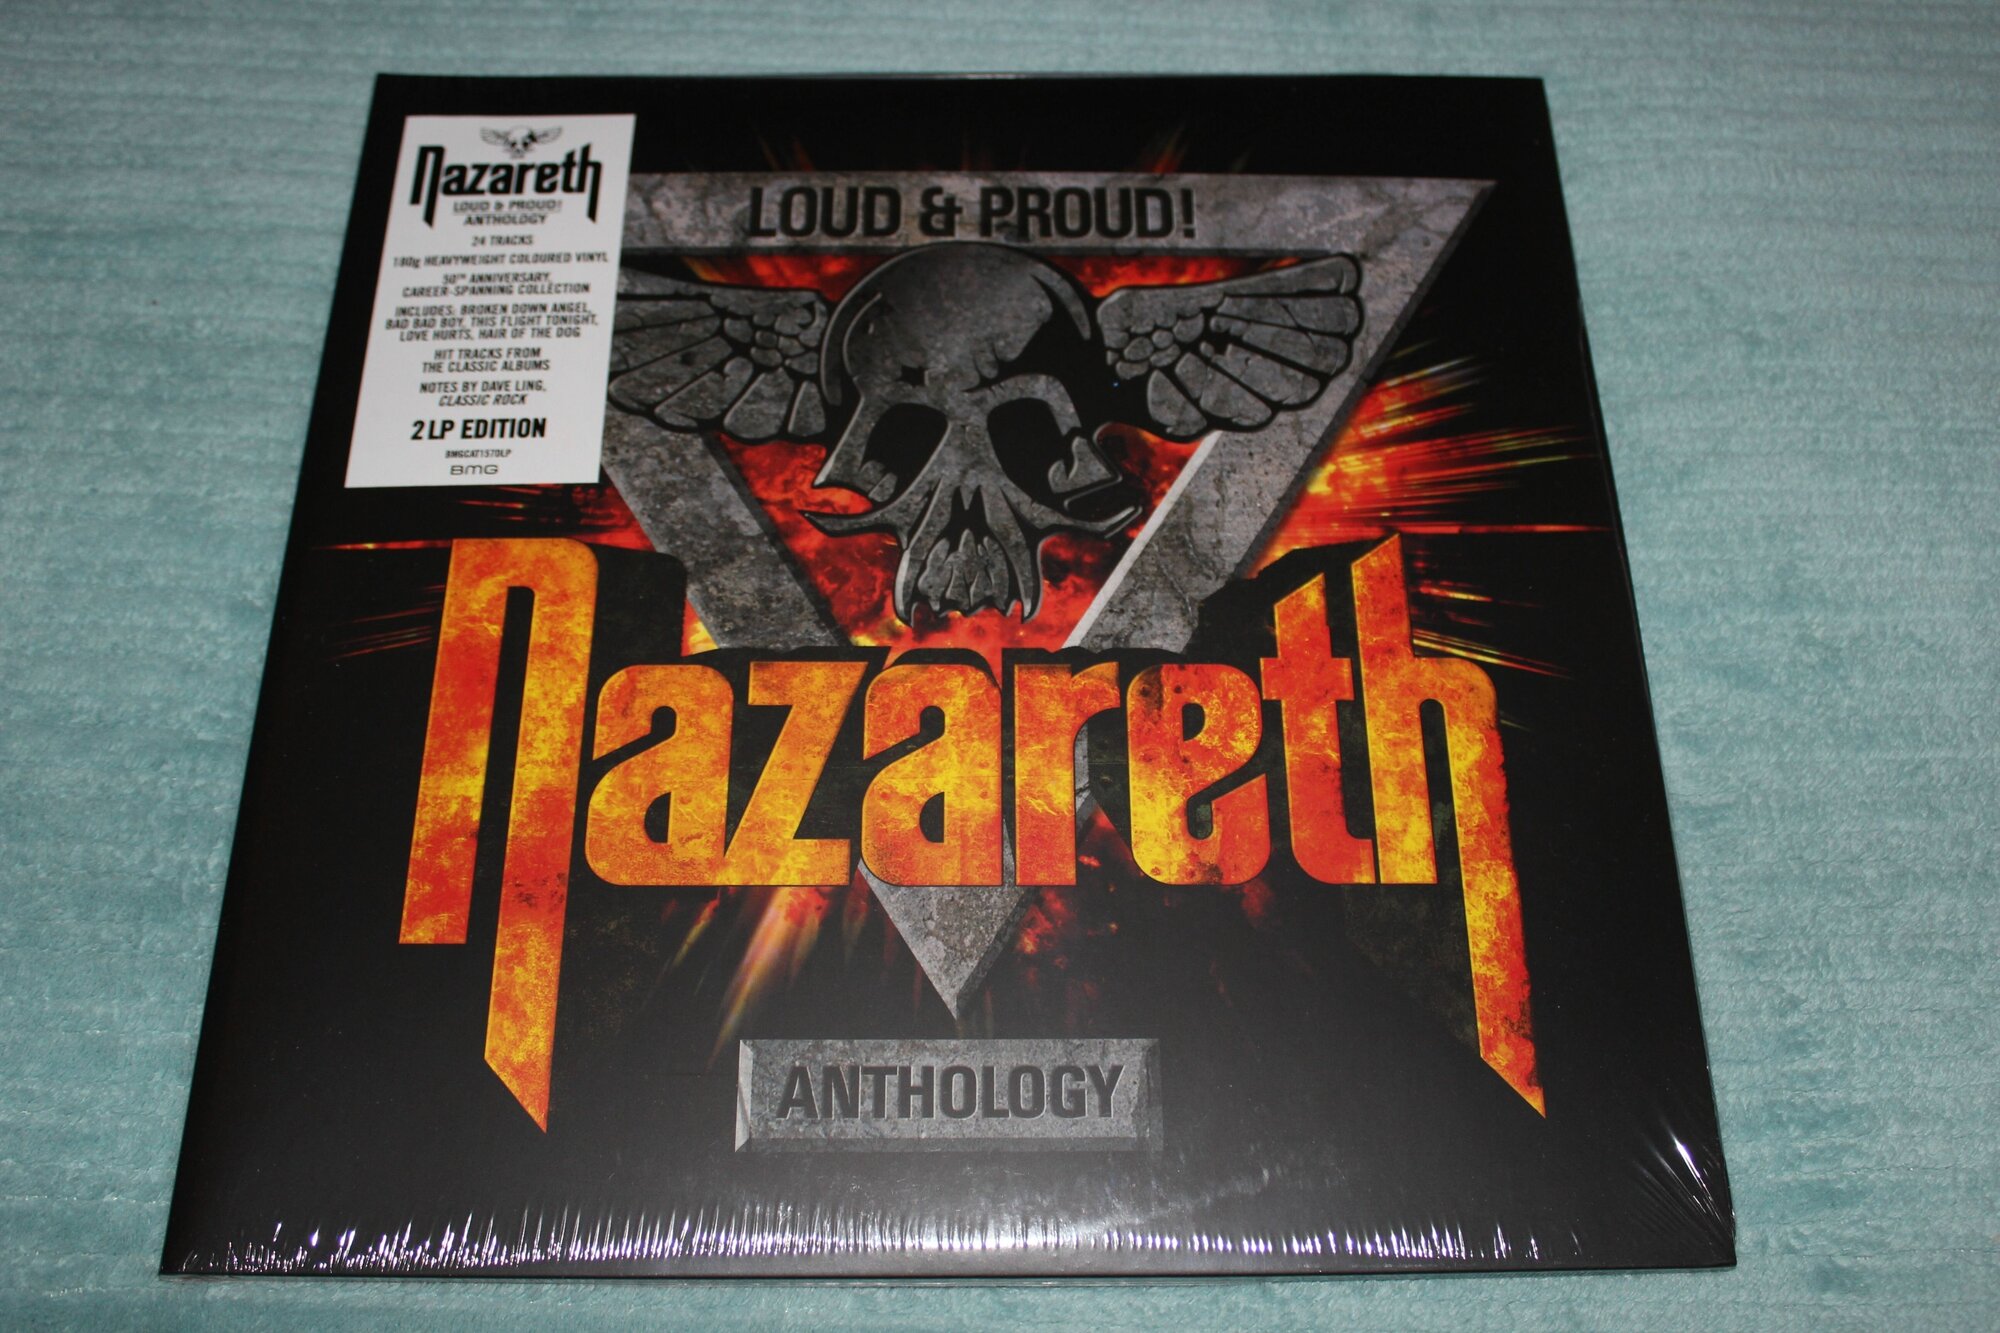 Nazareth
LOUD & PROUD!
ANTHOLOGY
24 TRACKS
180g HEAVYWEIGHT COLOURED VINYL
50TH ANNIVERSARY,
CAREER-SPANNING COLLECTION
INCLUDES: BROKEN DOWN ANGEL,
BAD BAD BOY, THIS FLIGHT TONIGHT,
LOVE HURTS, HAIR OF THE DOG
HIT TRACKS FROM
THE CLASSIC ALBUMS
NOTES BY DAVE LING,
CLASSIC ROCK
2 LP EDITION
BMGCAT157DLP
BMG
LOUD & PROUD!
Nazareth
ANTHOLOGY